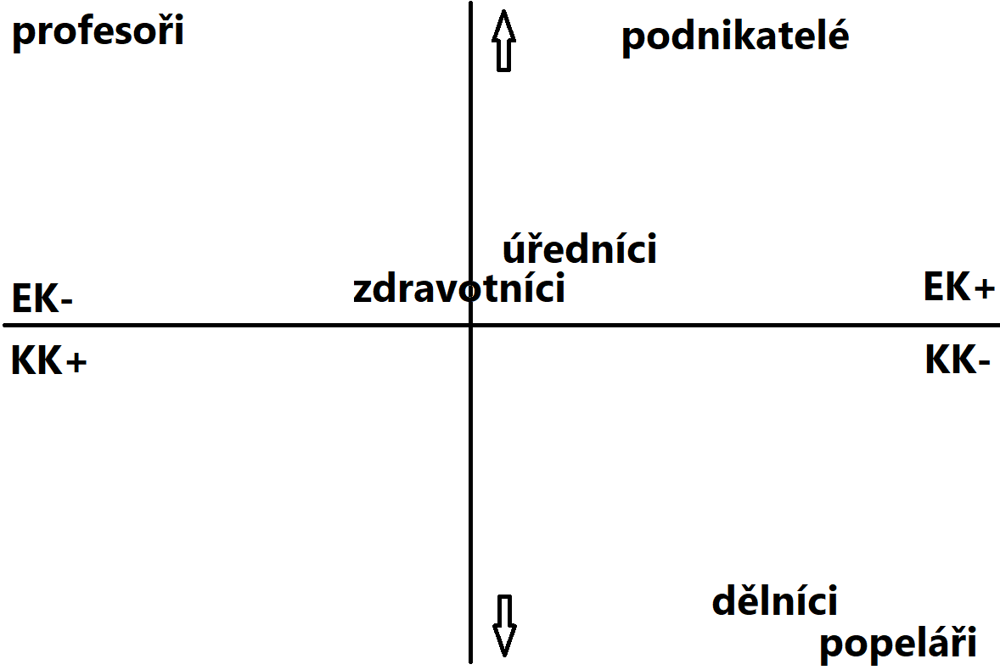 profesoři
podnikatelé
úředníci
zdravotníci
EK-
EK+
KK+
KK-
dělníci
popeláři